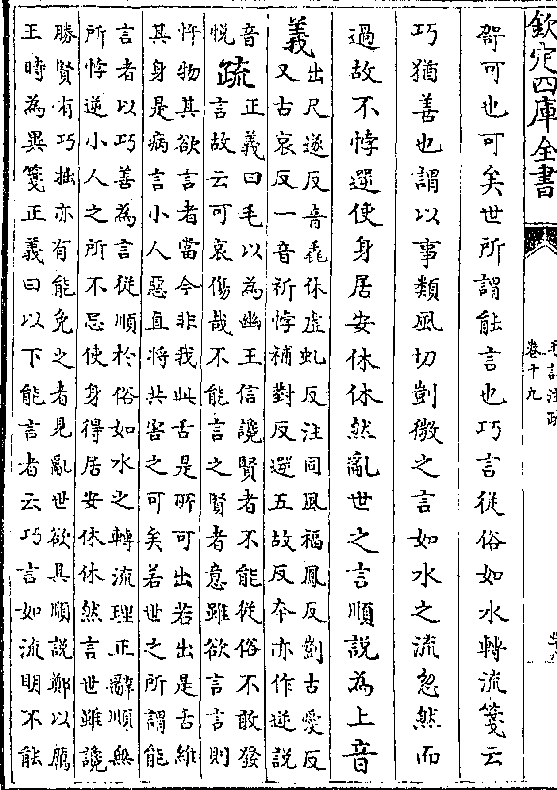 欽定四庫全書
卷十九
哿可也可矣世所謂能言也巧言從俗如水轉流箋云
巧猶善也謂以事類風切剴微之言如水之流忽然而
過故不悖遌使身居安休休然亂世之言順說為上音
義
出尺遂反音毳休虛虬反注同風福鳳反剴古愛反
又古哀反一音祈悖補對反遌五故反本亦作逆說
音
悅
疏
正義曰毛以為幽王信讒賢者不能從俗不敢發
言故云可哀傷哉不能言之賢者意雖欲言言則
忤物其欲言者當今非我此舌是所可出若出是舌維
其身是病言小人惡直將共害之可矣若世之所謂能
言者以巧善為言從順於俗如水之轉流理正辭順無
所悖逆小人之所不忌使身得居安休休然言世雖讒
勝賢有巧拙亦有能免之者見亂世欲其順說鄭以厲
王時為異箋正義曰以下能言者云巧言如流明不能